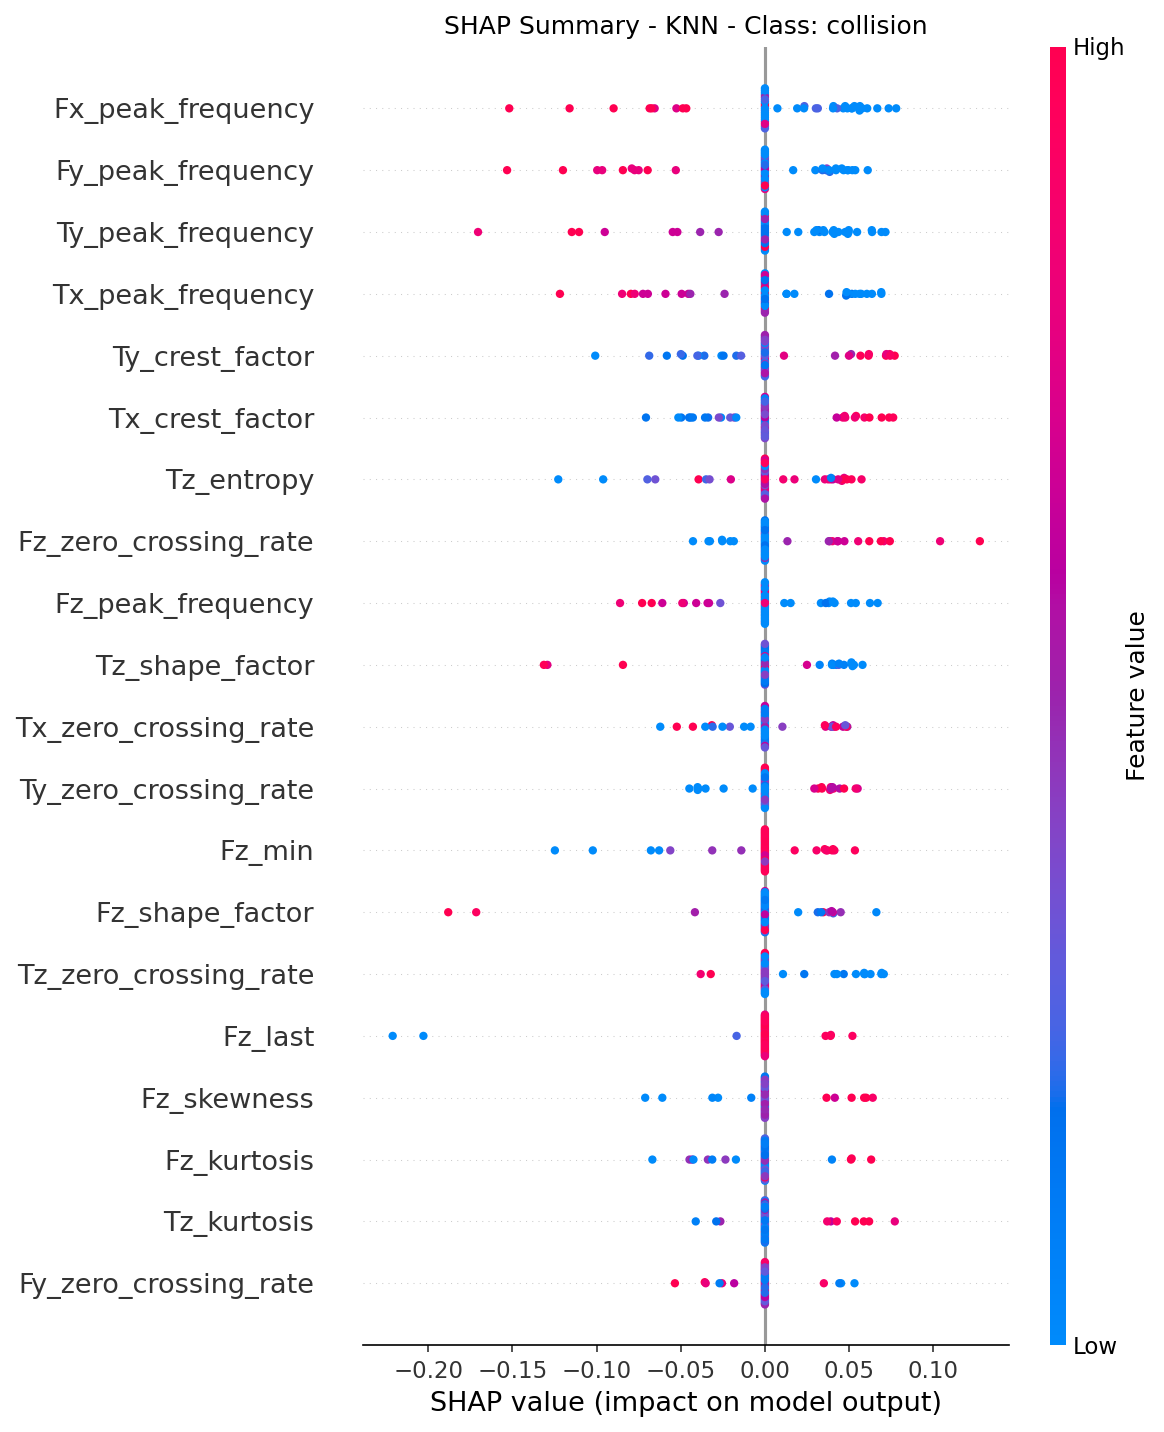 SHAP Summary - KNN - Class: collision
High
Fx_peak_frequency
Fy_peak_frequency
Ty_peak_frequency
Tx_peak_frequency
Ty_crest_factor
Tx_crest_factor
Tz_entropy
Fz_zero_crossing_rate
Fz_peak_frequency
Tz_shape_factor
Tx_zero_crossing_rate
Ty_zero_crossing_rate
Fz_min
Fz_shape_factor
Tz_zero_crossing_rate
Fz_last
Fz_skewness
Fz_kurtosis
Tz_kurtosis
Fy_zero_crossing_rate
Feature value
Low
−0.20 −0.15 −0.10 −0.05 0.00 0.05 0.10
SHAP value (impact on model output)